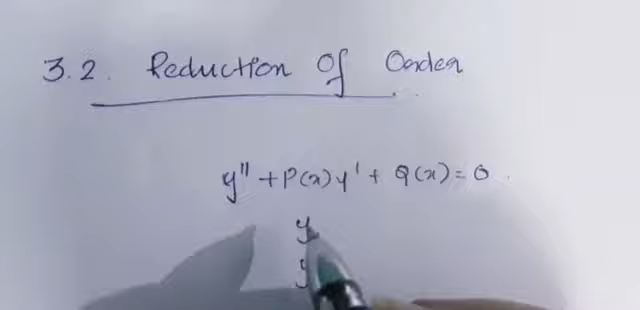 3.2. Reduction Of Order
y'' + P(x)y' + Q(x) = 0
y
y